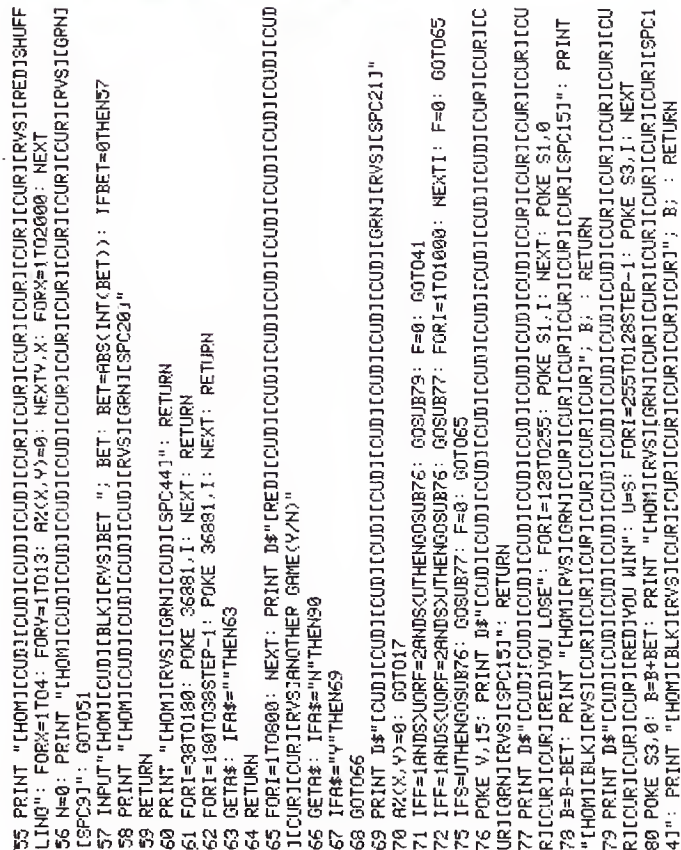 55 PRINT "[HOM][CUD][CUD][CUD][CUD][CUR][CUR][CUR][CUR][CUR][RVS][RED]SHUFF
LING": FORX=1TO4: FORY=1TO13: A%(X,Y)=0: NEXTY,X: FORX=1TO2000: NEXT
56 N=0: PRINT "[HOM][CUD][CUD][CUD][CUD][CUR][CUR][CUR][CUR][CUR][RVS][GRN]
[SPC9]": GOTO51
57 INPUT"[HOM][CUD][BLK][RVS]BET "; BET: BET=ABS(INT(BET)): IFBET=0THEN57
58 PRINT "[HOM][CUD][CUD][CUD][RVS][GRN][SPC20]"
59 RETURN
60 PRINT "[HOM][RVS][GRN][CUD][SPC44]": RETURN
61 FORI=38TO180: POKE 36881,I: NEXT: RETURN
62 FORI=180TO38STEP-1: POKE 36881,I: NEXT: RETURN
63 GETA$: IFA$=""THEN63
64 RETURN
65 FORI=1TO800: NEXT: PRINT D$"[RED][CUD][CUD][CUD][CUD][CUD][CUD][CUD][CUD
][CUR][RVS]ANOTHER GAME(Y/N)"
66 GETA$: IFA$="N"THEN90
67 IFA$="Y"THEN69
68 GOTO66
69 PRINT D$"[CUD][CUD][CUD][CUD][CUD][CUD][CUD][CUD][GRN][RVS][SPC21]"
70 A%(X,Y)=0: GOTO17
71 IFF=1ANDS>UORF=2ANDS<UTHENGOSUB76: GOSUB79: F=0: GOTO41
72 IFF=1ANDS<UORF=2ANDS>UTHENGOSUB76: GOSUB77: FORI=1TO1000: NEXTI: F=0: GOTO65
75 IFS=UTHENGOSUB76: GOSUB77: F=0: GOTO65
76 POKE V,15: PRINT D$"[CUD][CUD][CUD][CUD][CUD][CUD][CUD][CUD][CUR][CUR][C
UR][GRN][RVS][SPC15]": RETURN
77 PRINT D$"[CUD][CUD][CUD][CUD][CUD][CUD][CUD][CUD][CUR][CUR][CUR][CUR][CU
R][CUR][CUR][RED]YOU LOSE": FORI=128TO255: POKE S1,I: NEXT: POKE S1,0
78 B=B-BET: PRINT "[HOM][RVS][GRN][CUR][CUR][CUR][CUR][CUR][SPC15]": PRINT
"[HOM][BLK][RVS][CUR][CUR][CUR][CUR][CUR]"; B; : RETURN
79 PRINT D$"[CUD][CUD][CUD][CUD][CUD][CUD][CUD][CUD][CUR][CUR][CUR][CUR][CU
R][CUR][CUR][CUR][RED]YOU WIN": U=S: FORI=255TO128STEP-1: POKE S3,I: NEXT
80 POKE S3,0: B=B+BET: PRINT "[HOM][RVS][GRN][CUR][CUR][CUR][CUR][CUR][SPC1
4]": PRINT "[HOM][BLK][RVS][CUR][CUR][CUR][CUR][CUR]"; B; : RETURN